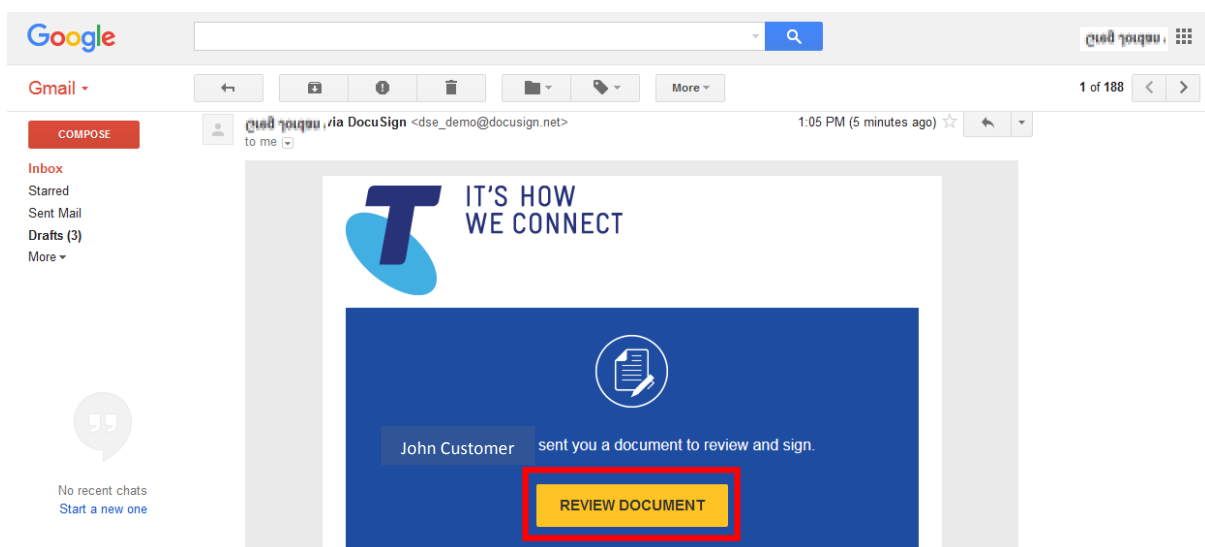 Google
Gmail
More
1 of 188
COMPOSE
via DocuSign <dse_demo@docusign.net>
1:05 PM (5 minutes ago)
to me
Inbox
Starred
Sent Mail
Drafts (3)
More
IT'S HOW
WE CONNECT
John Customer sent you a document to review and sign.
REVIEW DOCUMENT
No recent chats
Start a new one